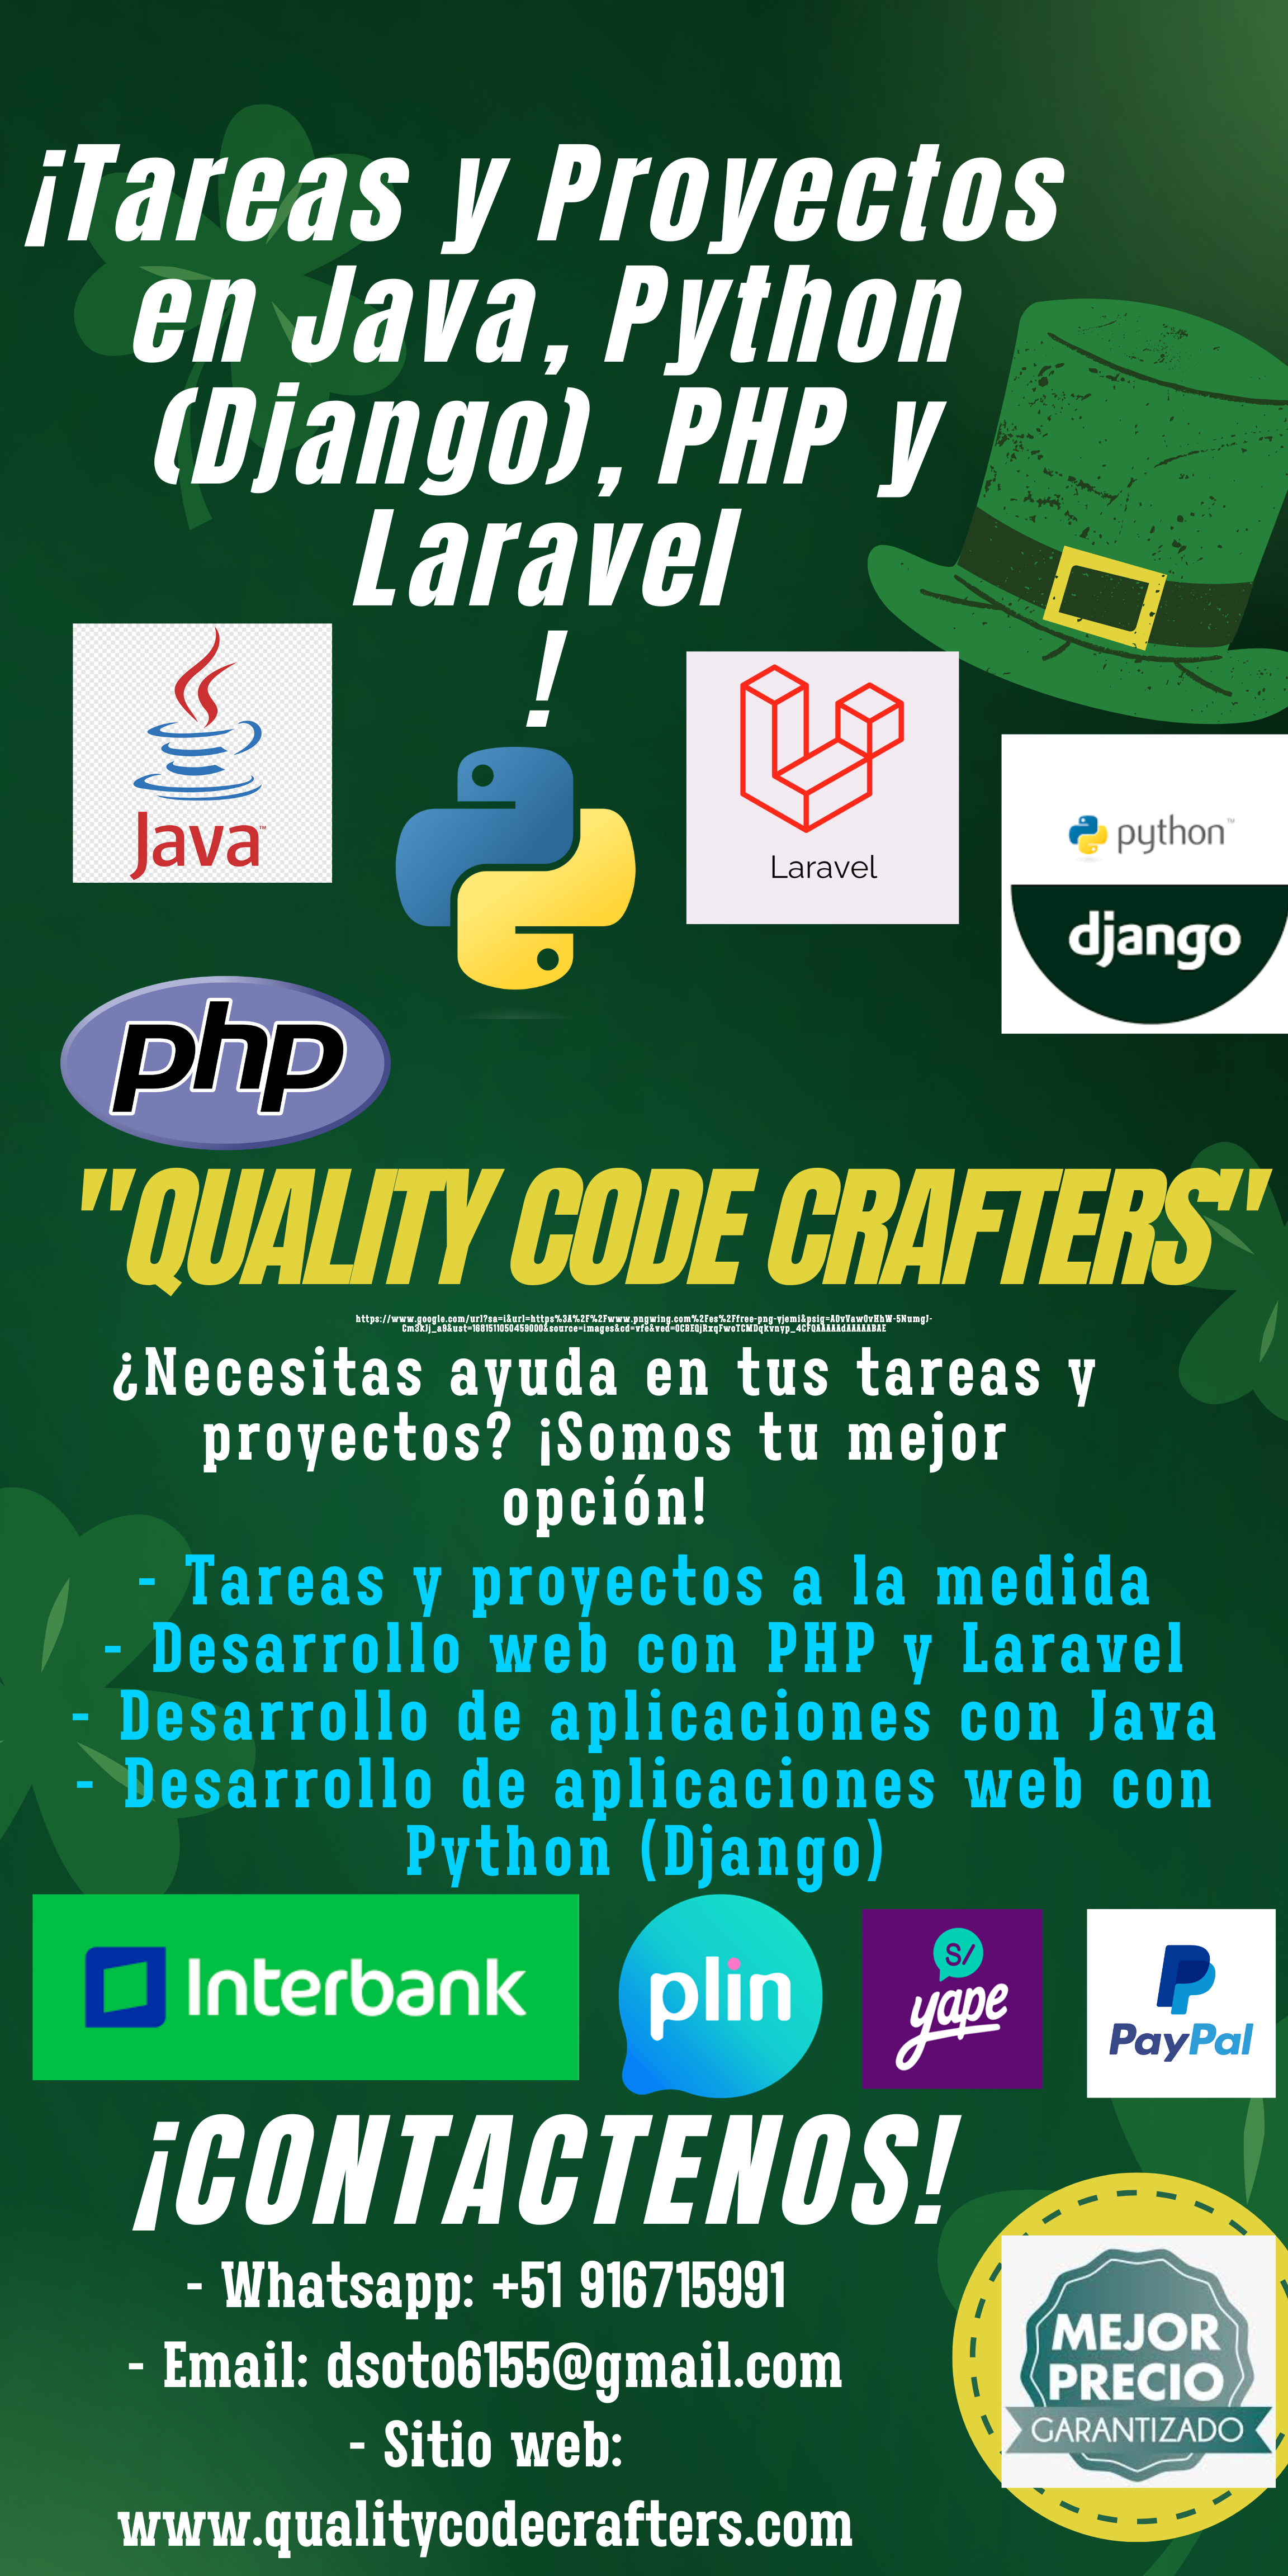 ¡Tareas y Proyectos
en Java, Python
(Django), PHP y
Laravel
!
Java™
Laravel
python™
django
php
"QUALITY CODE CRAFTERS"
¿Necesitas ayuda en tus tareas y
proyectos? ¡Somos tu mejor
opción!
- Tareas y proyectos a la medida
- Desarrollo web con PHP y Laravel
- Desarrollo de aplicaciones con Java
- Desarrollo de aplicaciones web con
Python (Django)
Interbank
plin
S/
yape
PayPal
¡CONTACTENOS!
- Whatsapp: +51 916715991
- Email: dsoto6155@gmail.com
- Sitio web:
www.qualitycodecrafters.com
MEJOR
PRECIO
GARANTIZADO